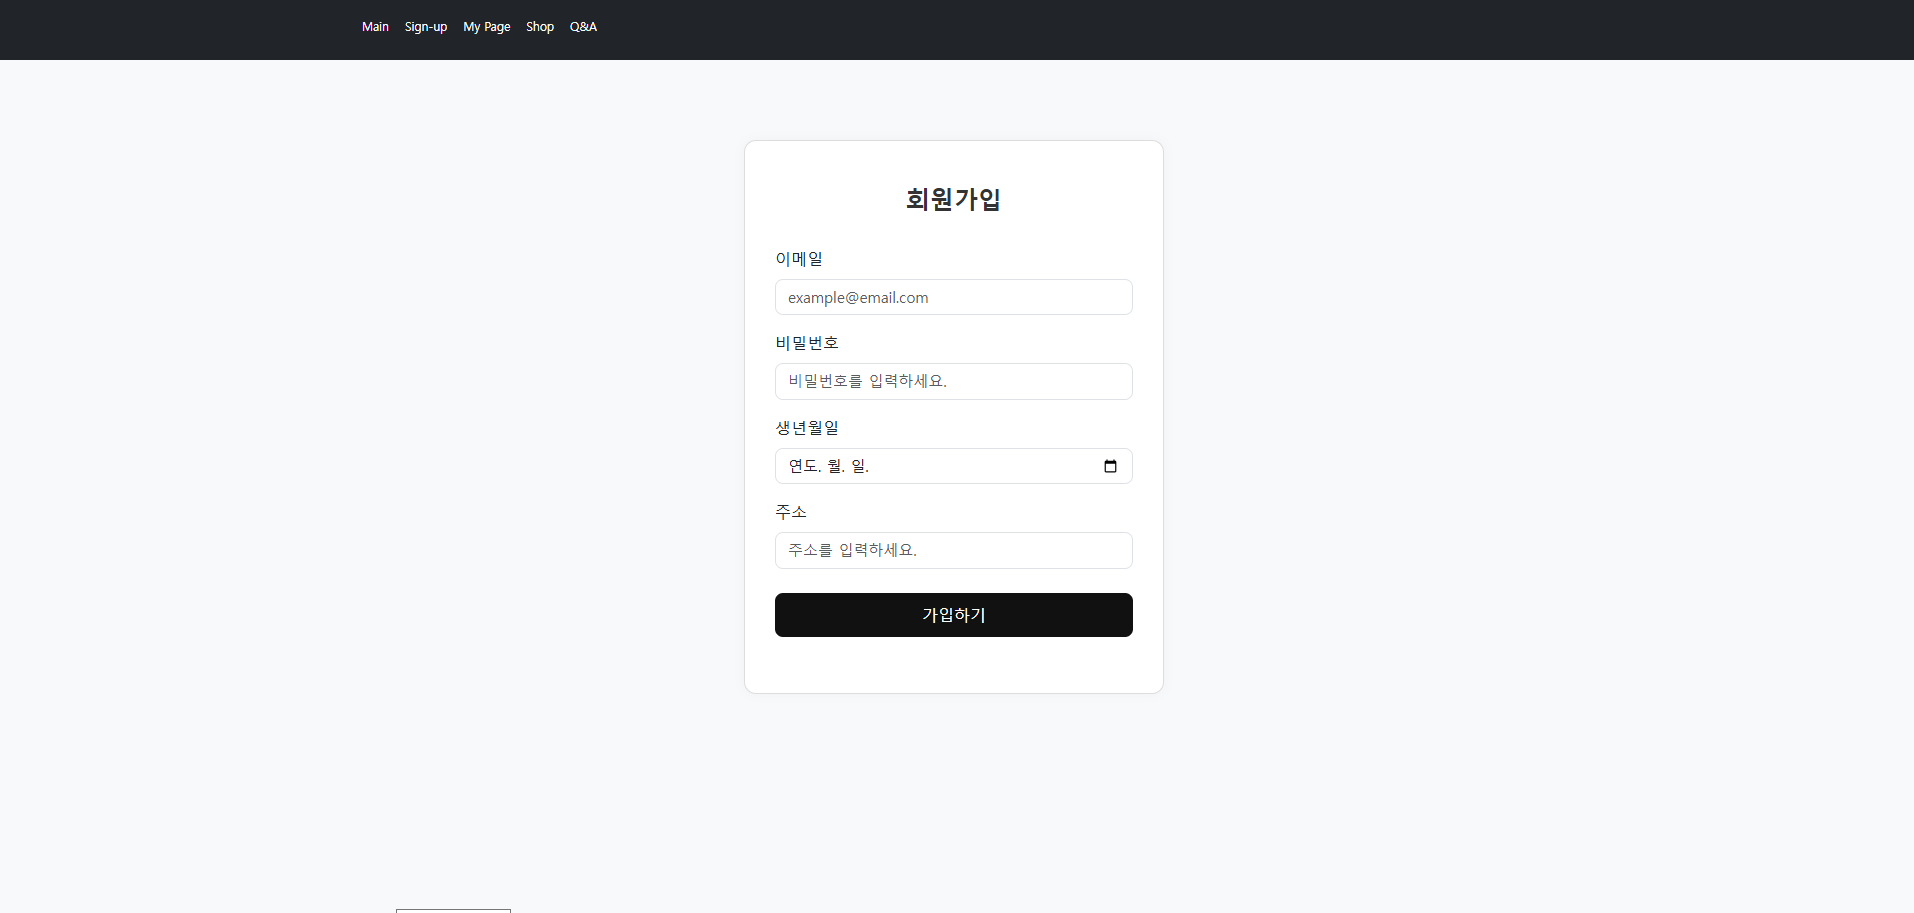 Main Sign-up My Page Shop Q&A
회원가입
이메일
example@email.com
비밀번호
비밀번호를 입력하세요.
생년월일
연도. 월. 일.
주소
주소를 입력하세요.
가입하기